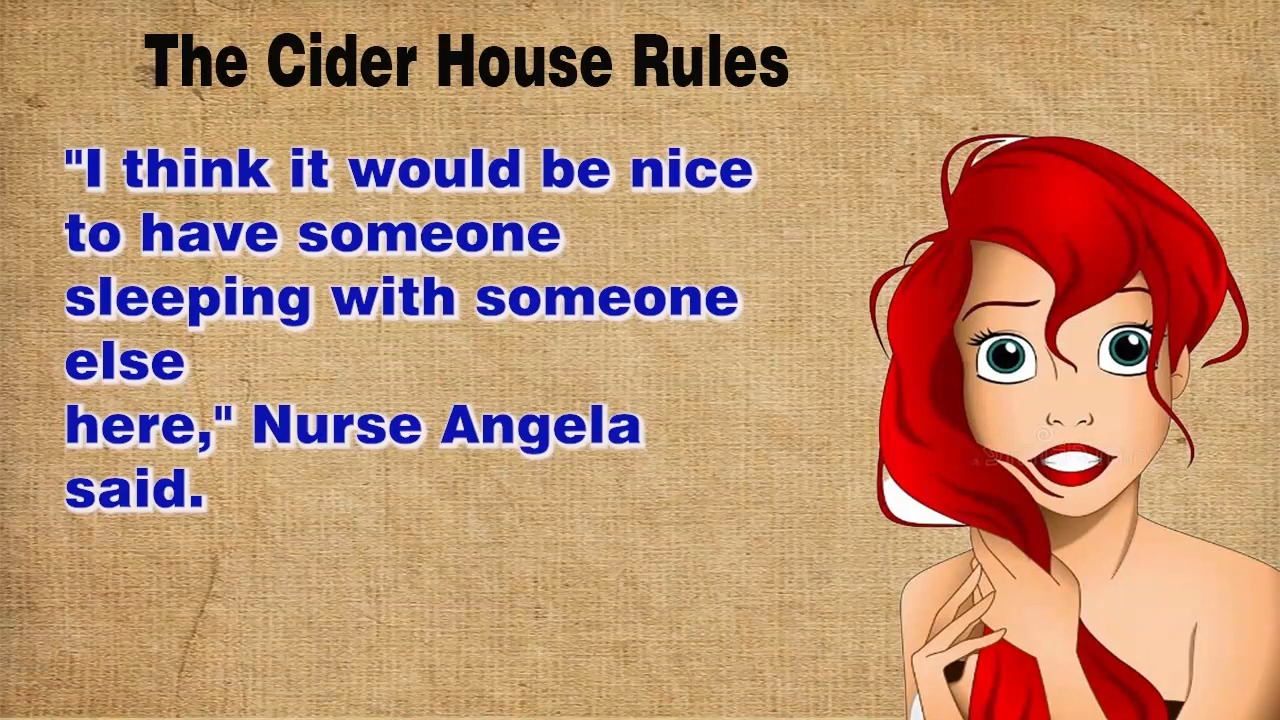 The Cider House Rules
"I think it would be nice
to have someone
sleeping with someone
else
here," Nurse Angela
said.